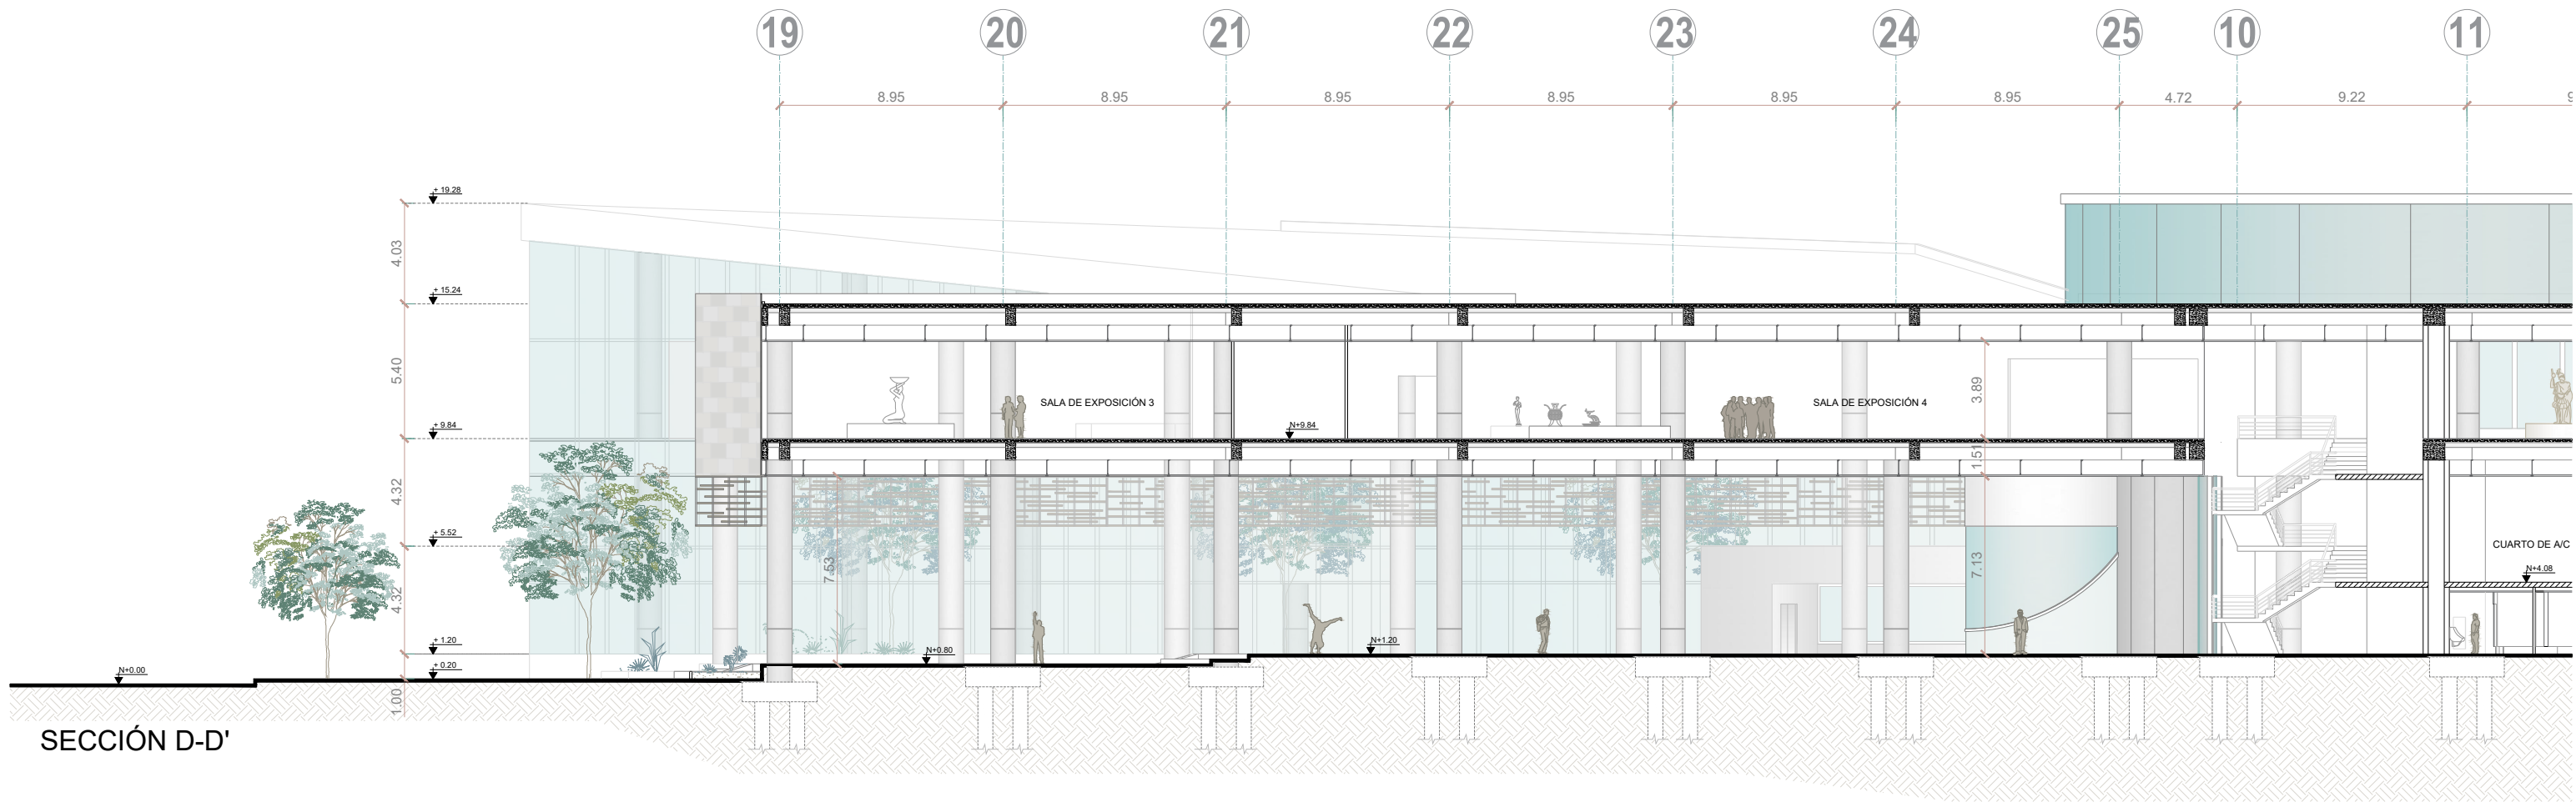 19 20 21 22 23 24 25 10 11
8.95 8.95 8.95 8.95 8.95 8.95 4.72 9.22
+ 19.28
4.03
+ 15.24
5.40
3.89
SALA DE EXPOSICIÓN 3
SALA DE EXPOSICIÓN 4
+ 9.84
N+9.84
1.51
4.32
+ 5.52
CUARTO DE A/C
7.53
7.13
N+4.08
4.32
+ 1.20
N+1.20
N+0.80
N+0.00
+ 0.20
1.00
SECCIÓN D-D'